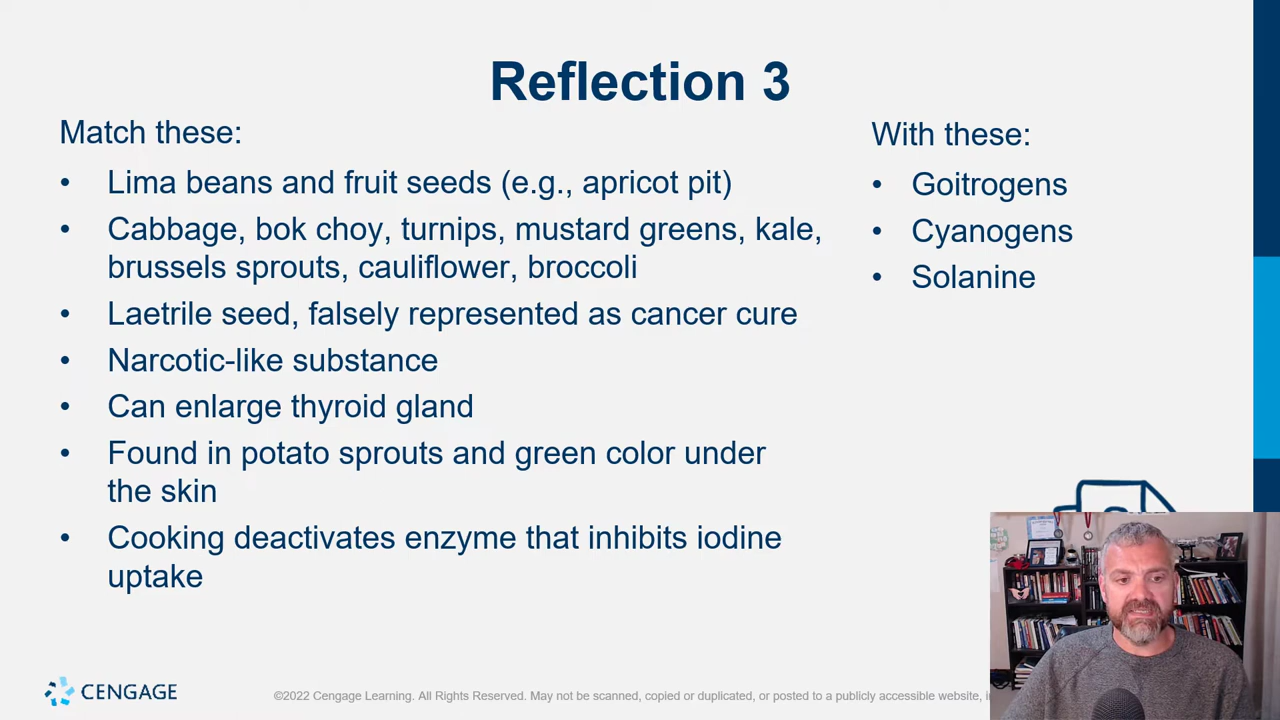 Reflection 3
Match these:
• Lima beans and fruit seeds (e.g., apricot pit)
• Cabbage, bok choy, turnips, mustard greens, kale,
brussels sprouts, cauliflower, broccoli
• Laetrile seed, falsely represented as cancer cure
• Narcotic-like substance
• Can enlarge thyroid gland
• Found in potato sprouts and green color under
the skin
• Cooking deactivates enzyme that inhibits iodine
uptake
With these:
• Goitrogens
• Cyanogens
• Solanine
CENGAGE
©2022 Cengage Learning. All Rights Reserved. May not be scanned, copied or duplicated, or posted to a publicly accessible website,